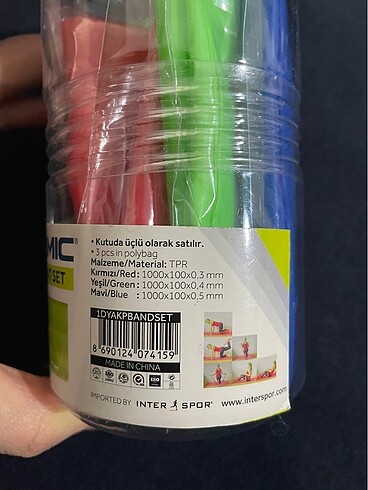 MIC®
T SET
• Kutuda üçlü olarak satılır.
• 3 pcs in polybag
Malzeme/Material: TPR
Kırmızı/Red : 1000x100x0,3 mm
Yeşil/Green : 1000x100x0,4 mm
Mavi/Blue : 1000x100x0,5 mm
1DYAKPBANDSET
8 690124 074159
MADE IN CHINA
ISO
IMPORTED BY INTER SPOR® www.interspor.com